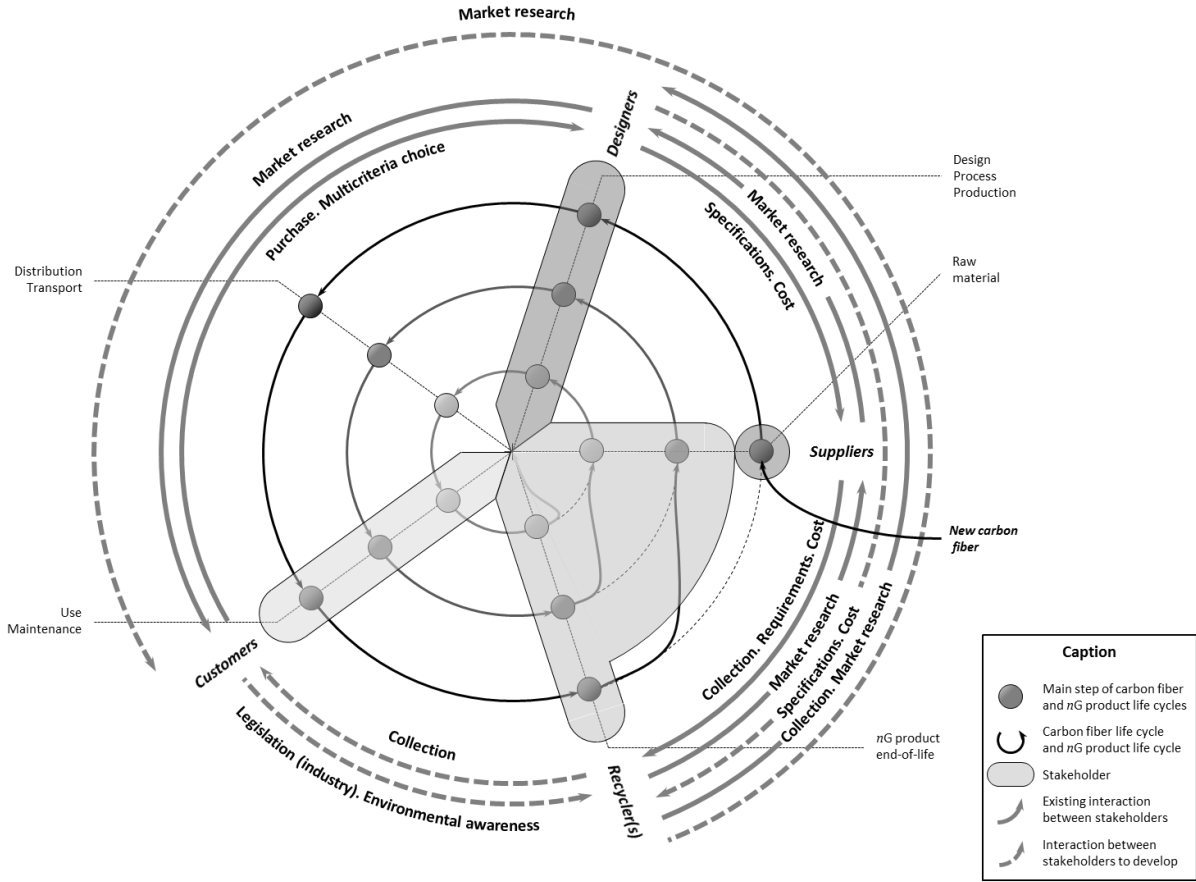 Market research
Market research
Purchase. Multicriteria choice
Designers
Market research
Specifications. Cost
Design
Process
Production
Raw
material
Distribution
Transport
Suppliers
New carbon
fiber
Use
Maintenance
Customers
Collection. Requirements. Cost
Market research
Specifications. Cost
Collection. Market research
Collection
Legislation (industry). Environmental awareness
Recycler(s)
nG product
end-of-life
Caption
Main step of carbon fiber
and nG product life cycles
Carbon fiber life cycle
and nG product life cycle
Stakeholder
Existing interaction
between stakeholders
Interaction between
stakeholders to develop